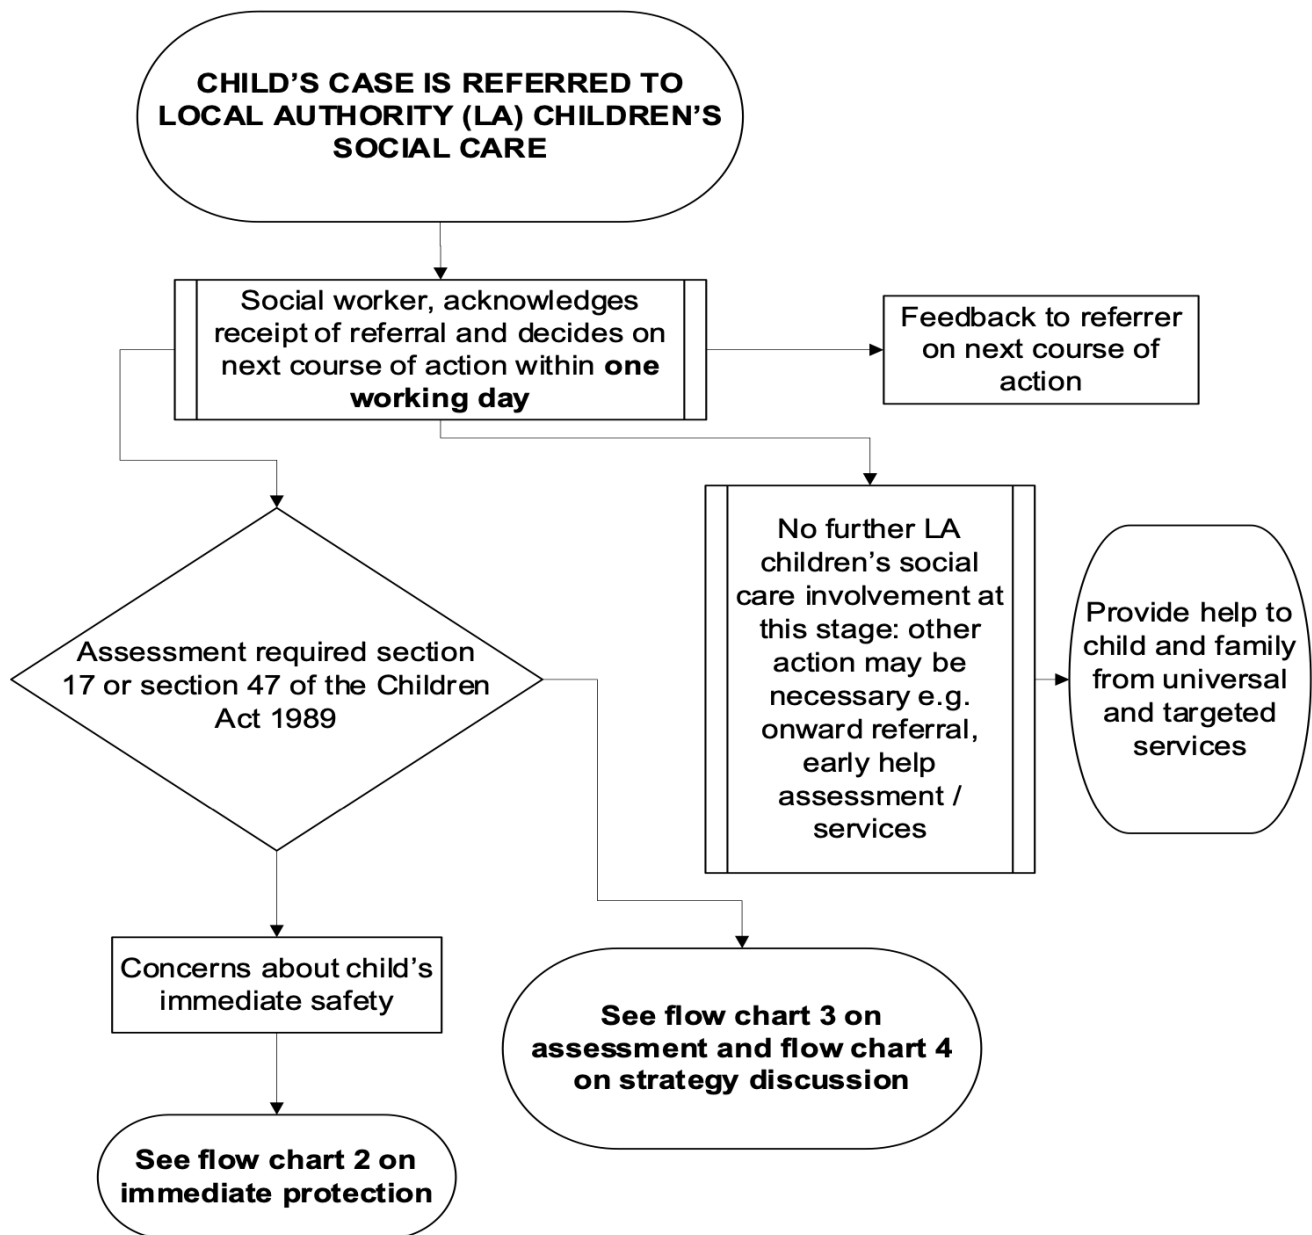 CHILD'S CASE IS REFERRED TO
LOCAL AUTHORITY (LA) CHILDREN'S
SOCIAL CARE
Social worker, acknowledges
receipt of referral and decides on
next course of action within one
working day
Feedback to referrer
on next course of
action
No further LA
children's social
care involvement at
this stage: other
action may be
necessary e.g.
onward referral,
early help
assessment /
services
Provide help to
child and family
from universal
and targeted
services
Assessment required section
17 or section 47 of the Children
Act 1989
Concerns about child's
immediate safety
See flow chart 3 on
assessment and flow chart 4
on strategy discussion
See flow chart 2 on
immediate protection